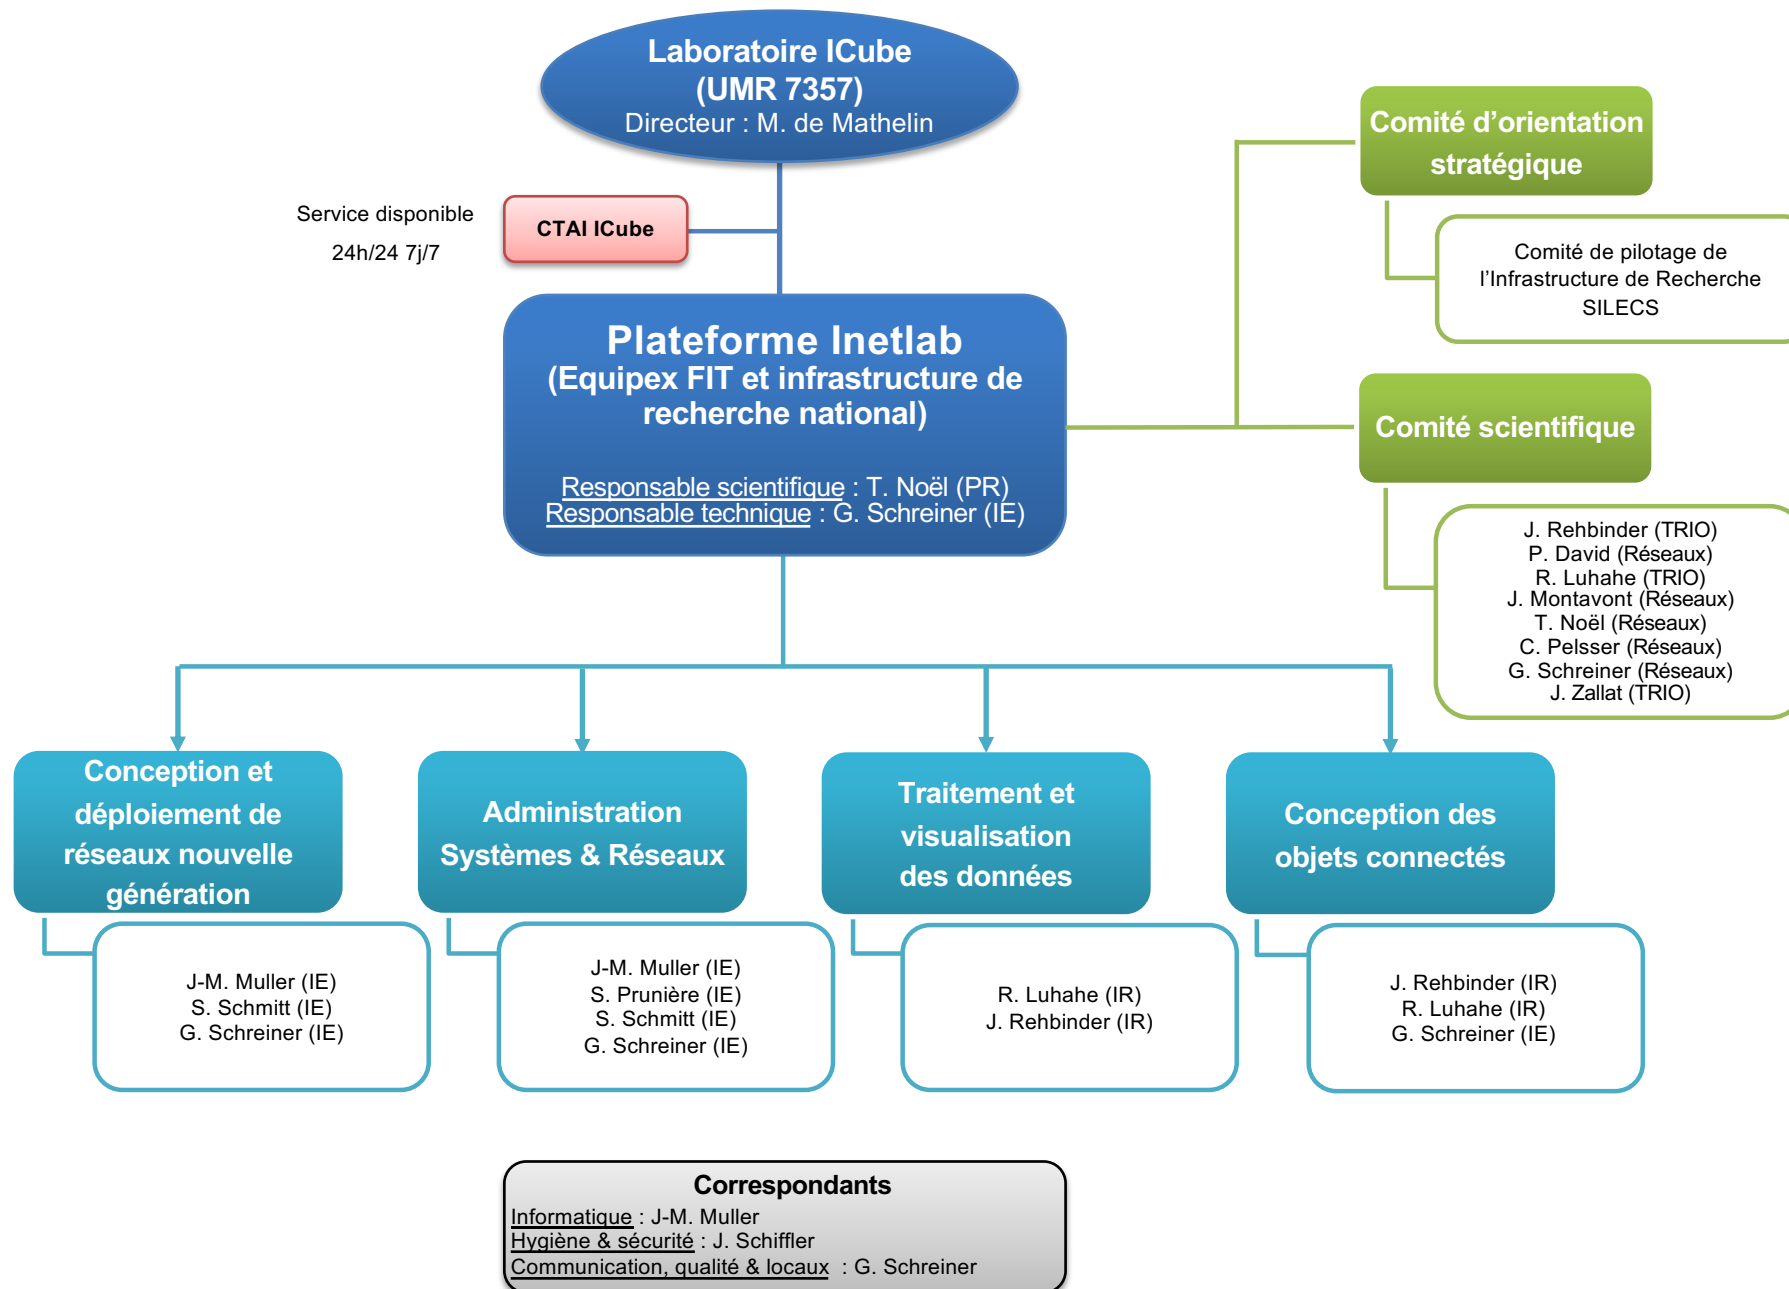 Laboratoire ICube
(UMR 7357)
Directeur : M. de Mathelin
Service disponible
24h/24 7j/7
CTAI ICube
Comité d’orientation
stratégique
Comité de pilotage de
l’Infrastructure de Recherche
SILECS
Plateforme Inetlab
(Equipex FIT et infrastructure de
recherche national)
Responsable scientifique : T. Noël (PR)
Responsable technique : G. Schreiner (IE)
Comité scientifique
J. Rehbinder (TRIO)
P. David (Réseaux)
R. Luhahe (TRIO)
J. Montavont (Réseaux)
T. Noël (Réseaux)
C. Pelsser (Réseaux)
G. Schreiner (Réseaux)
J. Zallat (TRIO)
Conception et
déploiement de
réseaux nouvelle
génération
J-M. Muller (IE)
S. Schmitt (IE)
G. Schreiner (IE)
Administration
Systèmes & Réseaux
J-M. Muller (IE)
S. Prunière (IE)
S. Schmitt (IE)
G. Schreiner (IE)
Traitement et
visualisation
des données
R. Luhahe (IR)
J. Rehbinder (IR)
Conception des
objets connectés
J. Rehbinder (IR)
R. Luhahe (IR)
G. Schreiner (IE)
Correspondants
Informatique : J-M. Muller
Hygiène & sécurité : J. Schiffler
Communication, qualité & locaux : G. Schreiner